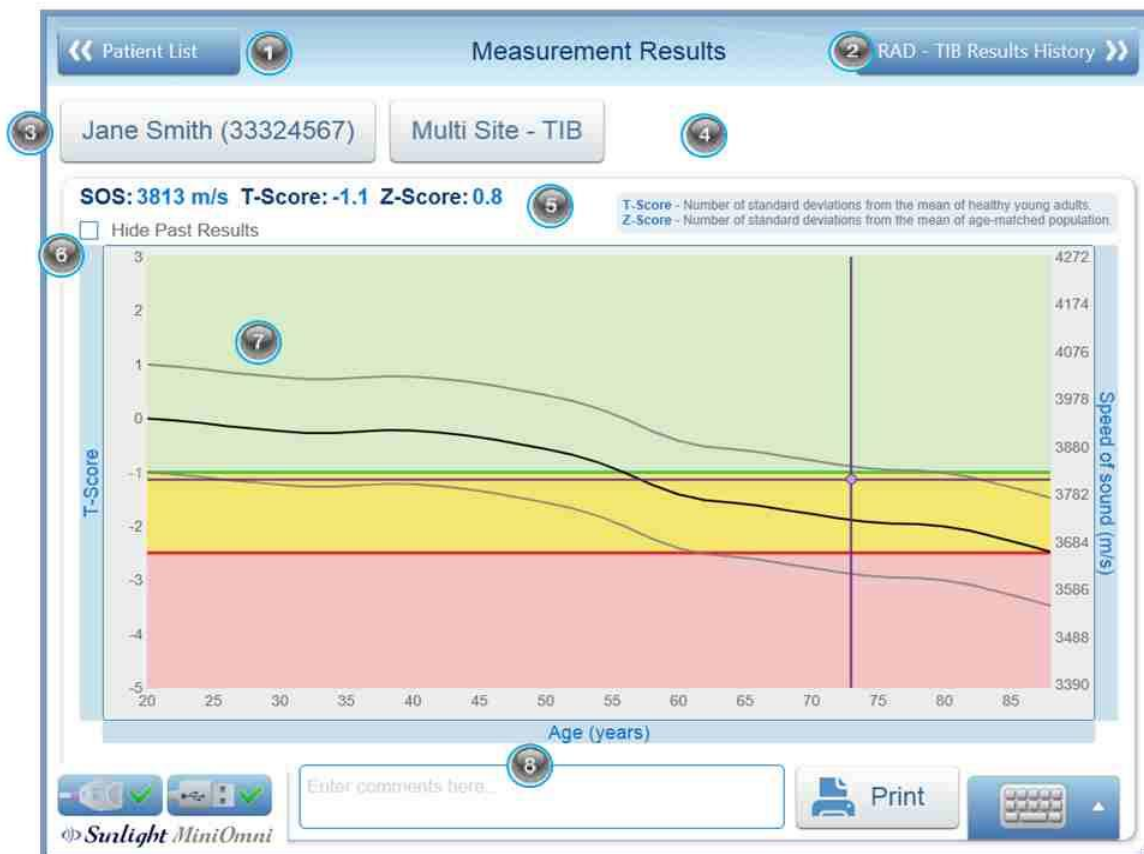 Patient List
1
Measurement Results
2
RAD - TIB Results History
3
Jane Smith (33324567)
Multi Site - TIB
4
SOS: 3813 m/s T-Score: -1.1 Z-Score: 0.8
5
T-Score - Number of standard deviations from the mean of healthy young adults.
Z-Score - Number of standard deviations from the mean of age-matched population.
Hide Past Results
6
T-Score
3
2
1
0
-1
-2
-3
-4
-5
7
4272
4174
4076
3978
3880
3782
3684
3586
3488
3390
Speed of sound (m/s)
20 25 30 35 40 45 50 55 60 65 70 75 80 85
Age (years)
8
Enter comments here...
Print
Sunlight MiniOmni